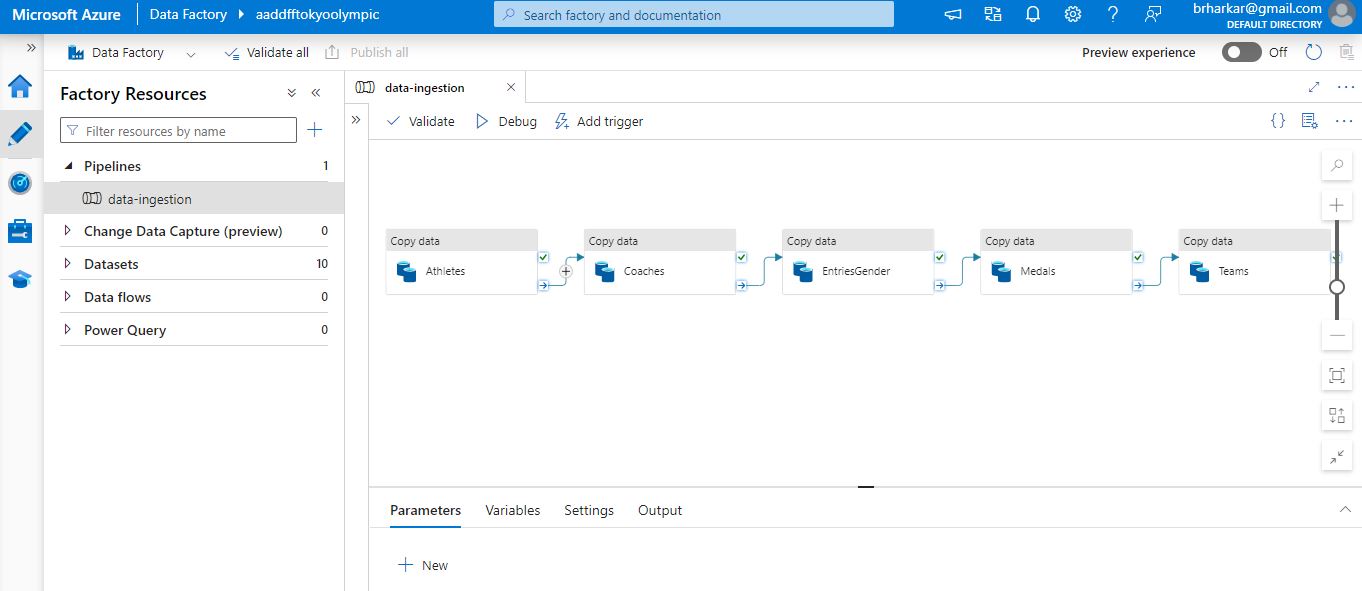 Microsoft Azure Data Factory aaddfftokyoolympic Search factory and documentation brharkar@gmail.com
DEFAULT DIRECTORY
Data Factory Validate all Publish all Preview experience Off
Factory Resources
data-ingestion
Filter resources by name
Validate Debug Add trigger
Pipelines 1
data-ingestion
Change Data Capture (preview) 0
Datasets 10
Data flows 0
Power Query 0
Copy data Copy data Copy data Copy data Copy data
Athletes Coaches EntriesGender Medals Teams
Parameters Variables Settings Output
New